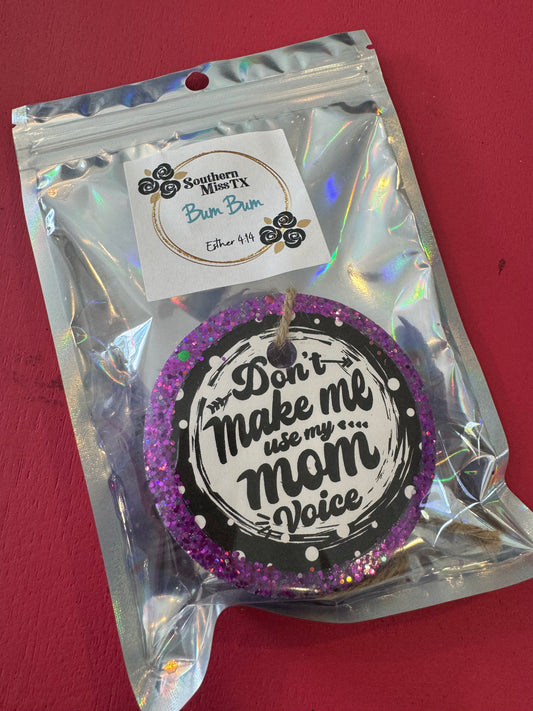 Southern
Miss TX
Bum Bum
Esther 4:14
Don't
make me
use my
mom
Voice